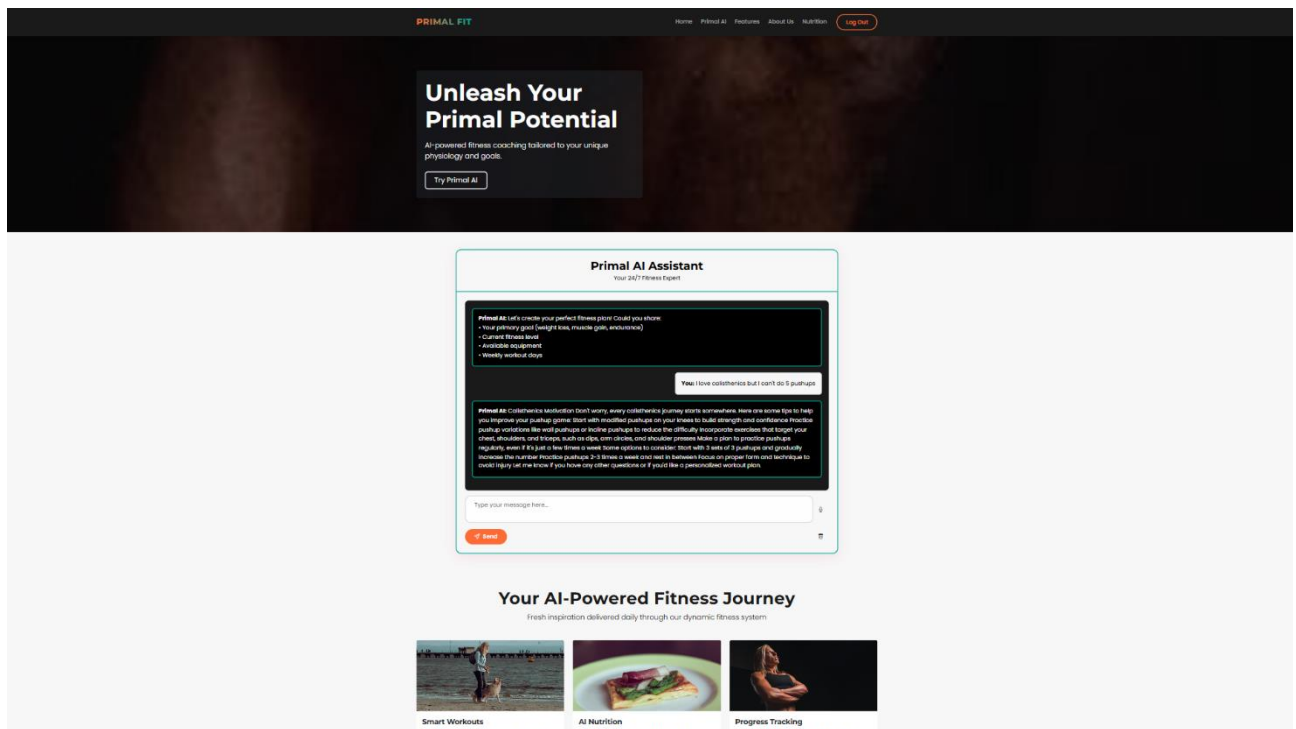 PRIMAL FIT
Home Primal AI Features About Us Nutrition Log Out
Unleash Your
Primal Potential
AI-powered fitness coaching tailored to your unique
physiology and goals.
Try Primal AI
Primal AI Assistant
Your 24/7 Fitness Expert
Primal AI: Let's create your perfect fitness plan! Could you share:
• Your primary goal (weight loss, muscle gain, endurance)
• Current fitness level
• Available equipment
• Weekly workout days
You: I love calisthenics but I can't do 5 pushups
Primal AI: Calisthenics Motivation Don't worry, every calisthenics journey starts somewhere. Here are some tips to help
you improve your pushup game: Start with modified pushups on your knees to build strength and confidence Practice
pushup variations like wall pushups or incline pushups to reduce the difficulty Incorporate exercises that target your
chest, shoulders, and triceps, such as dips, arm circles, and shoulder presses Make a plan to practice pushups
regularly, even if it's just a few times a week Some options to consider: Start with 3 sets of 3 pushups and gradually
increase the number Practice pushups 2-3 times a week and rest in between Focus on proper form and technique to
avoid injury Let me know if you have any other questions or if you'd like a personalized workout plan.
Type your message here...
Send
Your AI-Powered Fitness Journey
Fresh inspiration delivered daily through our dynamic fitness system
Smart Workouts
AI Nutrition
Progress Tracking